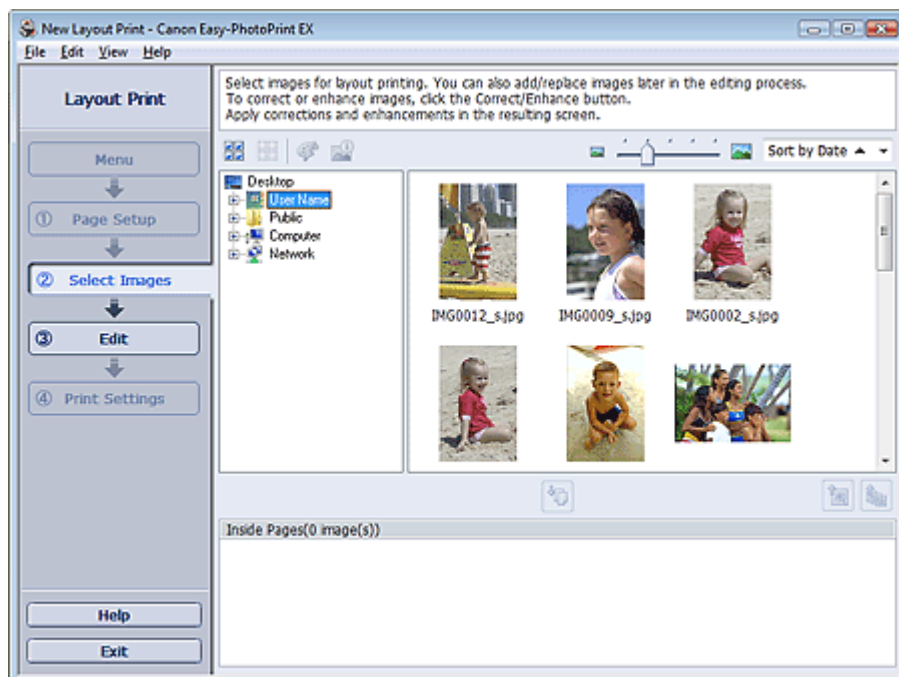 New Layout Print - Canon Easy-PhotoPrint EX
File Edit View Help
Layout Print
Menu
① Page Setup
② Select Images
③ Edit
④ Print Settings
Help
Exit
Select images for layout printing. You can also add/replace images later in the editing process.
To correct or enhance images, click the Correct/Enhance button.
Apply corrections and enhancements in the resulting screen.
Sort by Date
Desktop
User Name
Public
Computer
Network
IMG0012_s.jpg IMG0009_s.jpg IMG0002_s.jpg
Inside Pages(0 image(s))